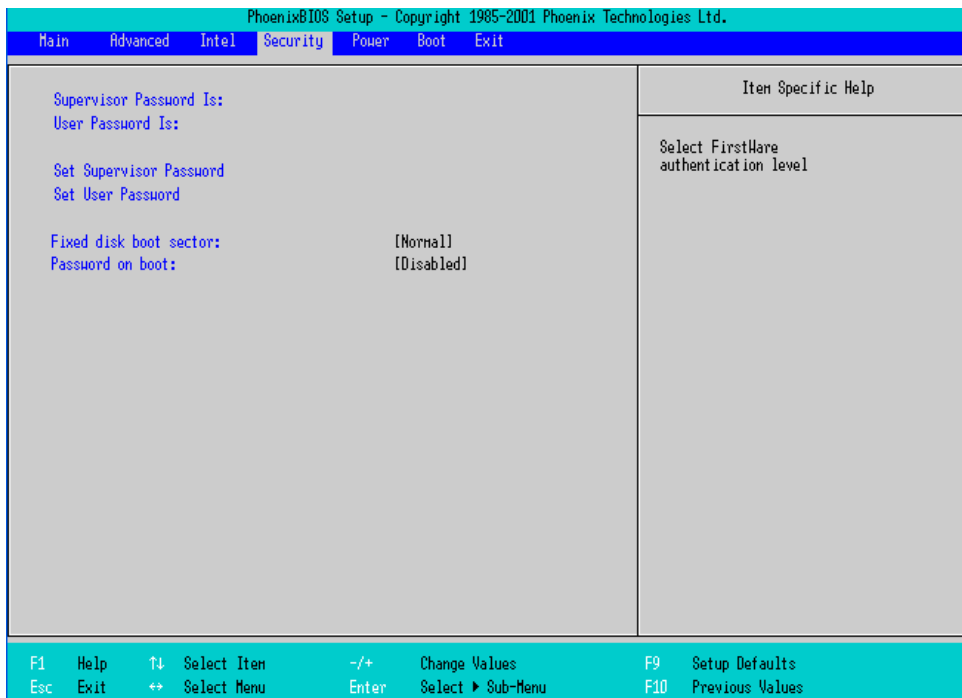 PhoenixBIOS Setup - Copyright 1985-2001 Phoenix Technologies Ltd.
Main Advanced Intel Security Power Boot Exit
Item Specific Help
Supervisor Password Is:
User Password Is:
Set Supervisor Password
Set User Password
Fixed disk boot sector: [Normal]
Password on boot: [Disabled]
Select FirstWare
authentication level
F1 Help ↑↓ Select Item -/+ Change Values F9 Setup Defaults
Esc Exit ↔ Select Menu Enter Select ▶ Sub-Menu F10 Previous Values